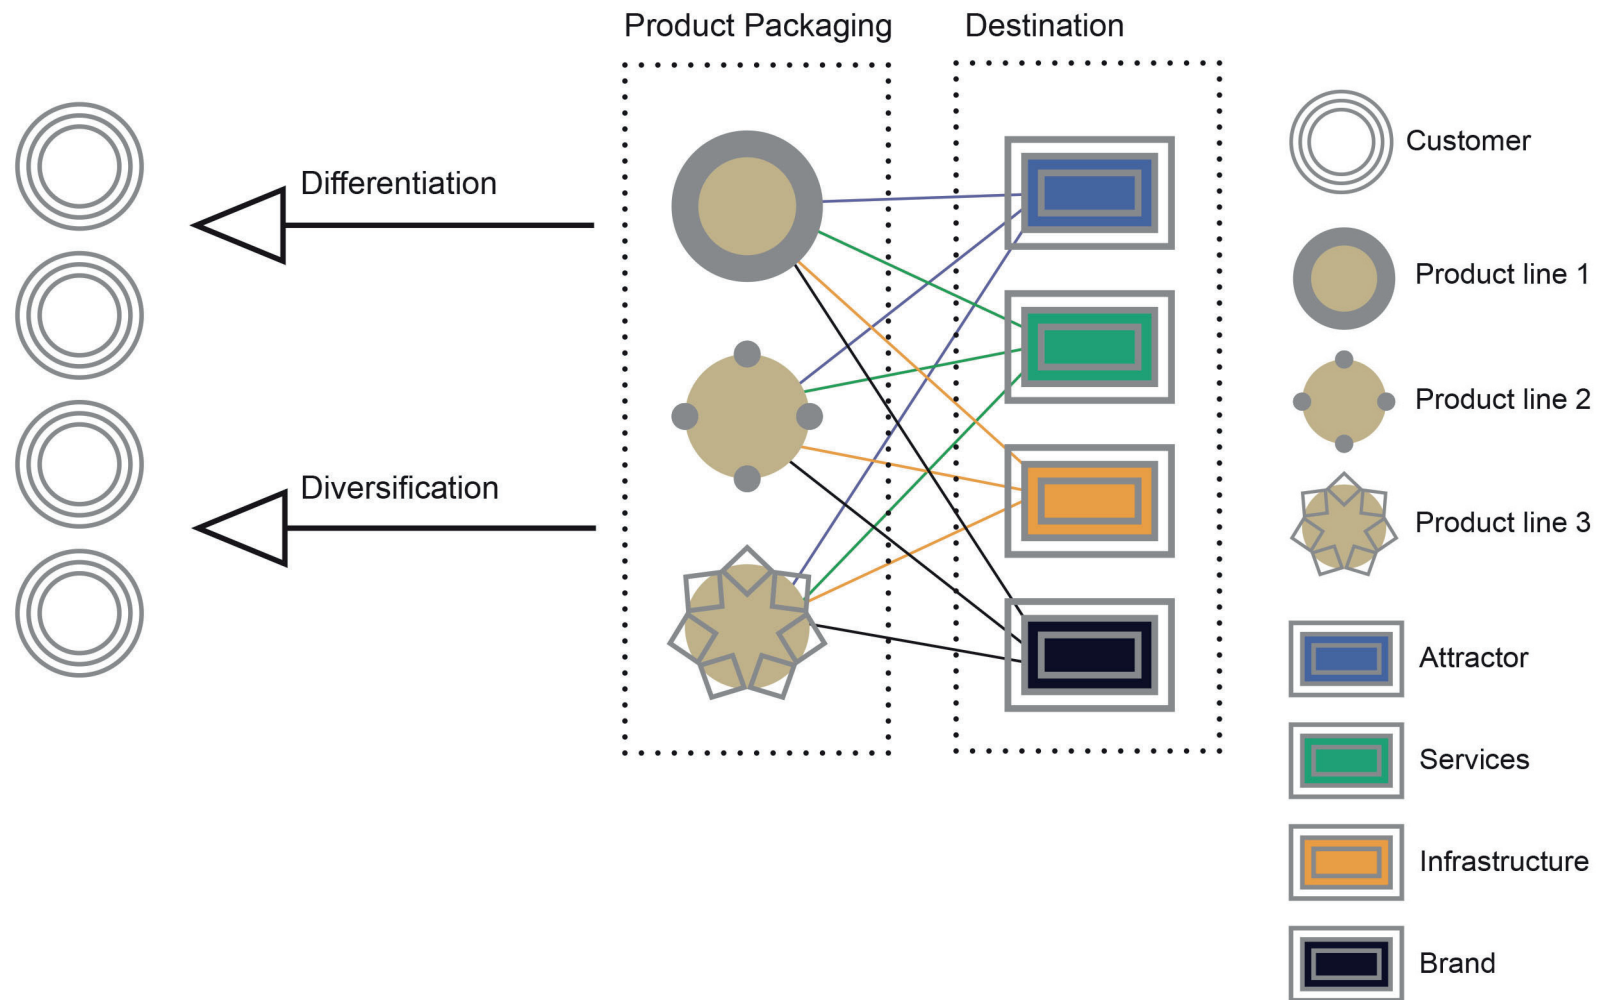 Product Packaging
Destination
Differentiation
Diversification
Customer
Product line 1
Product line 2
Product line 3
Attractor
Services
Infrastructure
Brand